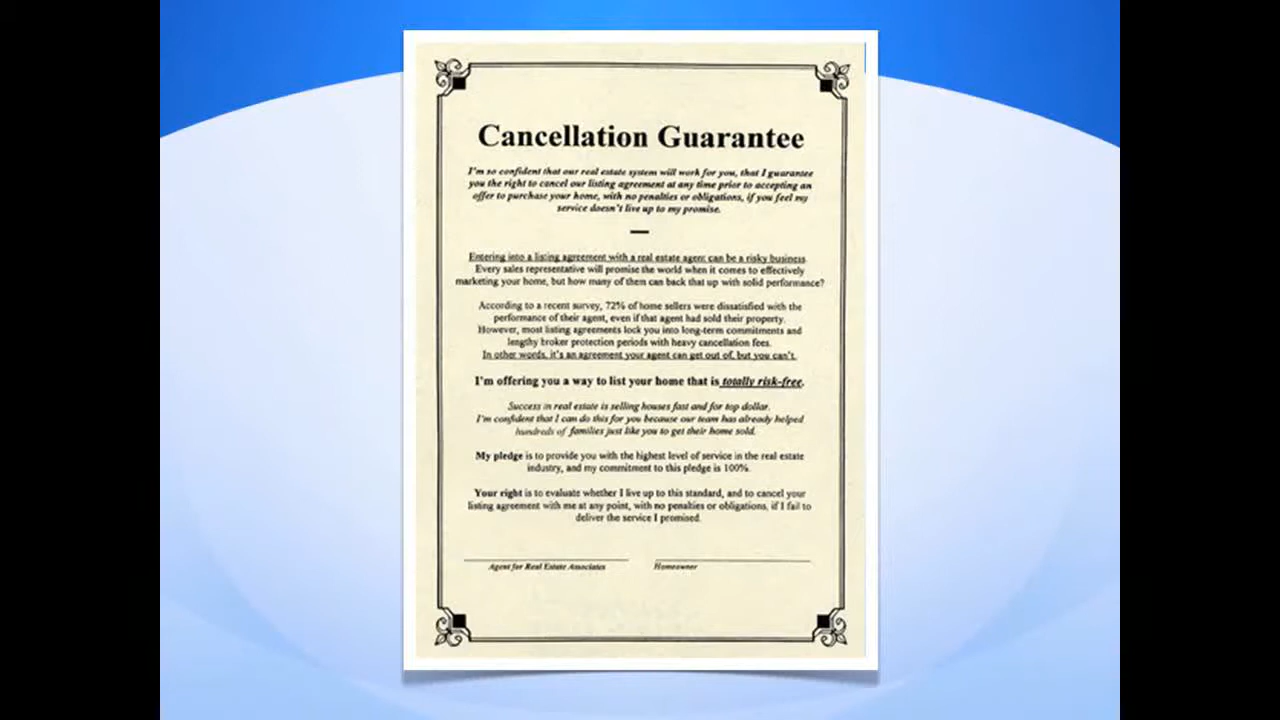 Cancellation Guarantee
I'm so confident that our real estate system will work for you, that I guarantee
you the right to cancel our listing agreement at any time prior to accepting an
offer to purchase your home, with no penalties or obligations, if you feel my
service doesn't live up to my promise.
Entering into a listing agreement with a real estate agent can be a risky business.
Every sales representative will promise the world when it comes to effectively
marketing your home, but how many of them can back that up with solid performance?
According to a recent survey, 72% of home sellers were dissatisfied with the
performance of their agent, even if that agent had sold their property.
However, most listing agreements lock you into long-term commitments and
lengthy broker protection periods with heavy cancellation fees.
In other words, it's an agreement your agent can get out of, but you can't.
I'm offering you a way to list your home that is totally risk-free.
Success in real estate is selling houses fast and for top dollar.
I'm confident that I can do this for you because our team has already helped
hundreds of families just like you to get their home sold.
My pledge is to provide you with the highest level of service in the real estate
industry, and my commitment to this pledge is 100%.
Your right is to evaluate whether I live up to this standard, and to cancel your
listing agreement with me at any point, with no penalties or obligations, if I fail to
deliver the service I promised.
Agent for Real Estate Associates Homeowner